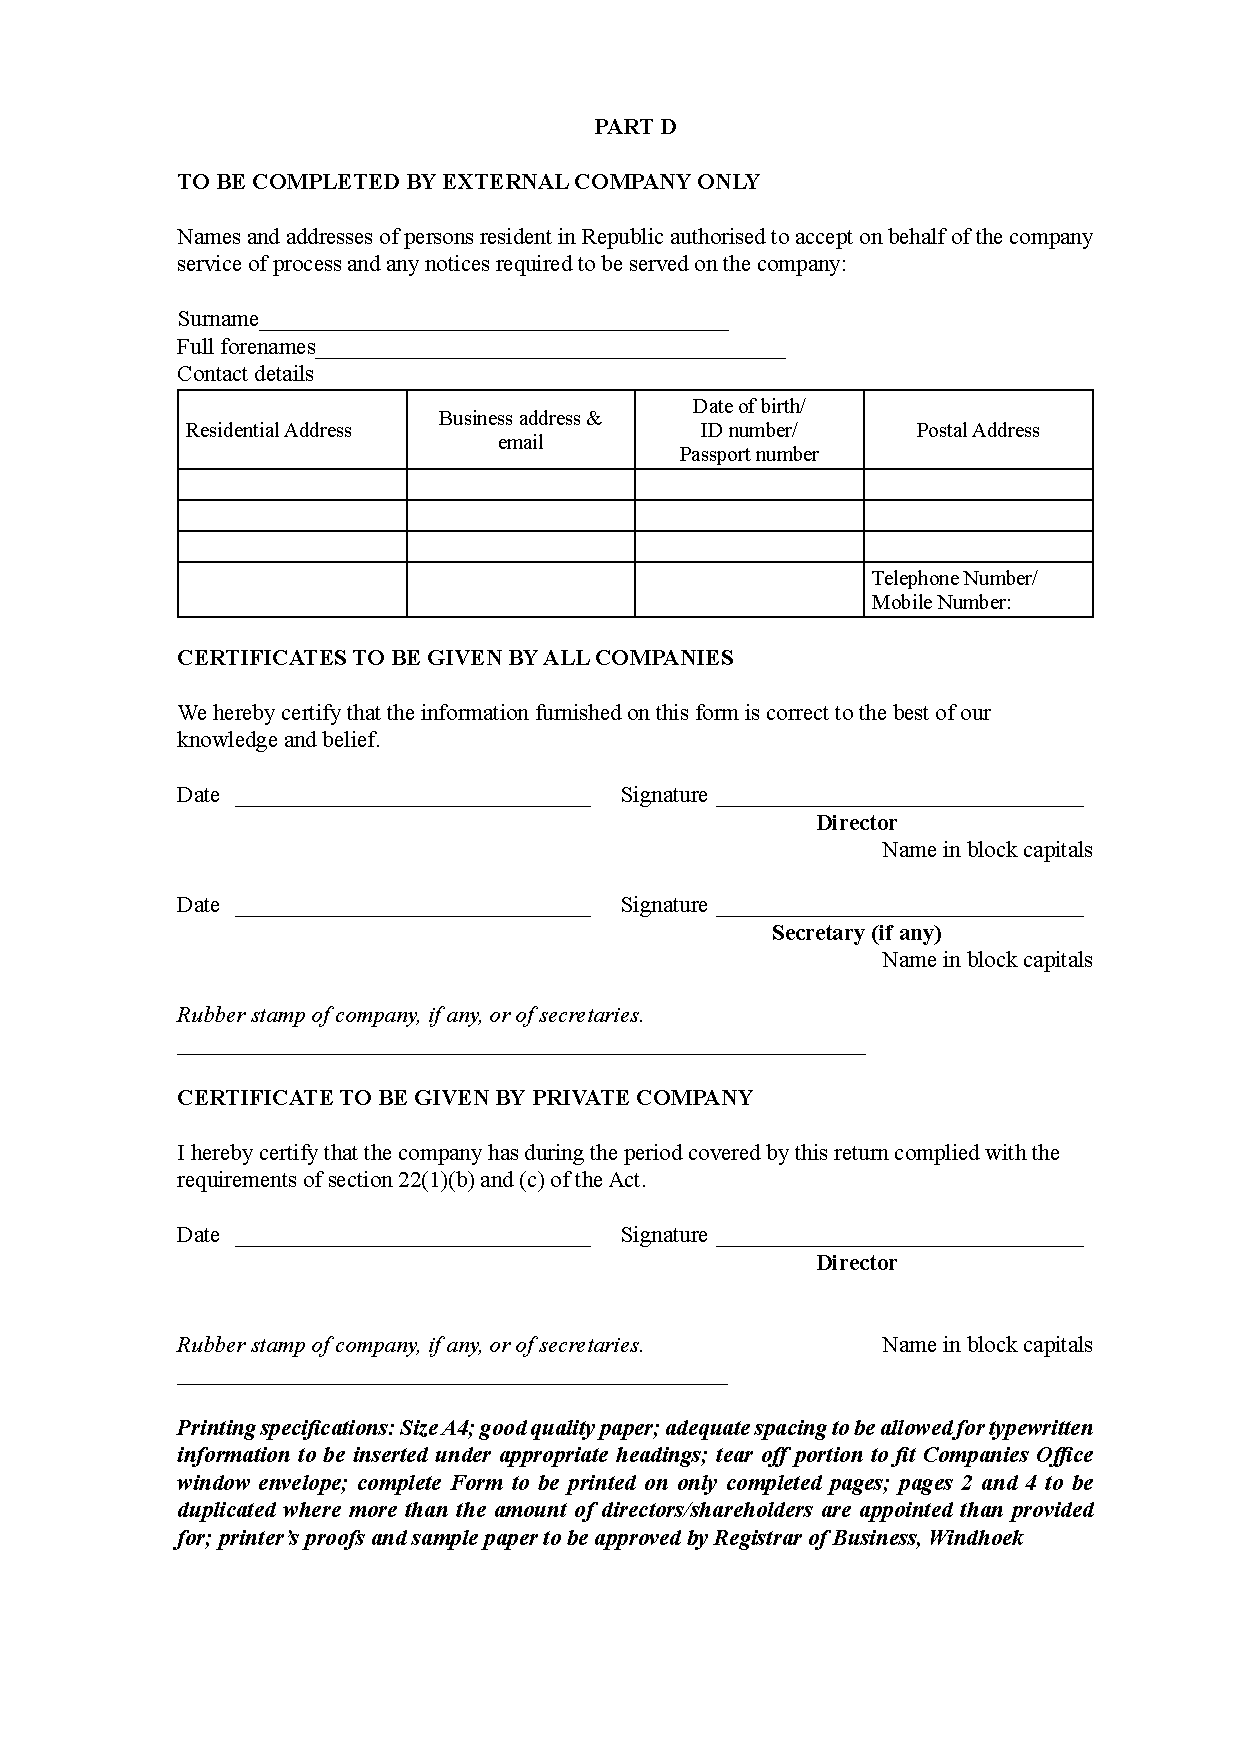 PART D
TO BE COMPLETED BY EXTERNAL COMPANY ONLY
Names and addresses of persons resident in Republic authorised to accept on behalf of the company
service of process and any notices required to be served on the company:
Surname
Full forenames
Contact details
Residential Address
Business address &
email
Date of birth/
ID number/
Passport number
Postal Address
Telephone Number/
Mobile Number:
CERTIFICATES TO BE GIVEN BY ALL COMPANIES
We hereby certify that the information furnished on this form is correct to the best of our
knowledge and belief.
Date Signature
Director
Name in block capitals
Date Signature
Secretary (if any)
Name in block capitals
Rubber stamp of company, if any, or of secretaries.
CERTIFICATE TO BE GIVEN BY PRIVATE COMPANY
I hereby certify that the company has during the period covered by this return complied with the
requirements of section 22(1)(b) and (c) of the Act.
Date Signature
Director
Rubber stamp of company, if any, or of secretaries. Name in block capitals
Printing specifications: Size A4; good quality paper; adequate spacing to be allowed for typewritten
information to be inserted under appropriate headings; tear off portion to fit Companies Office
window envelope; complete Form to be printed on only completed pages; pages 2 and 4 to be
duplicated where more than the amount of directors/shareholders are appointed than provided
for; printer’s proofs and sample paper to be approved by Registrar of Business, Windhoek